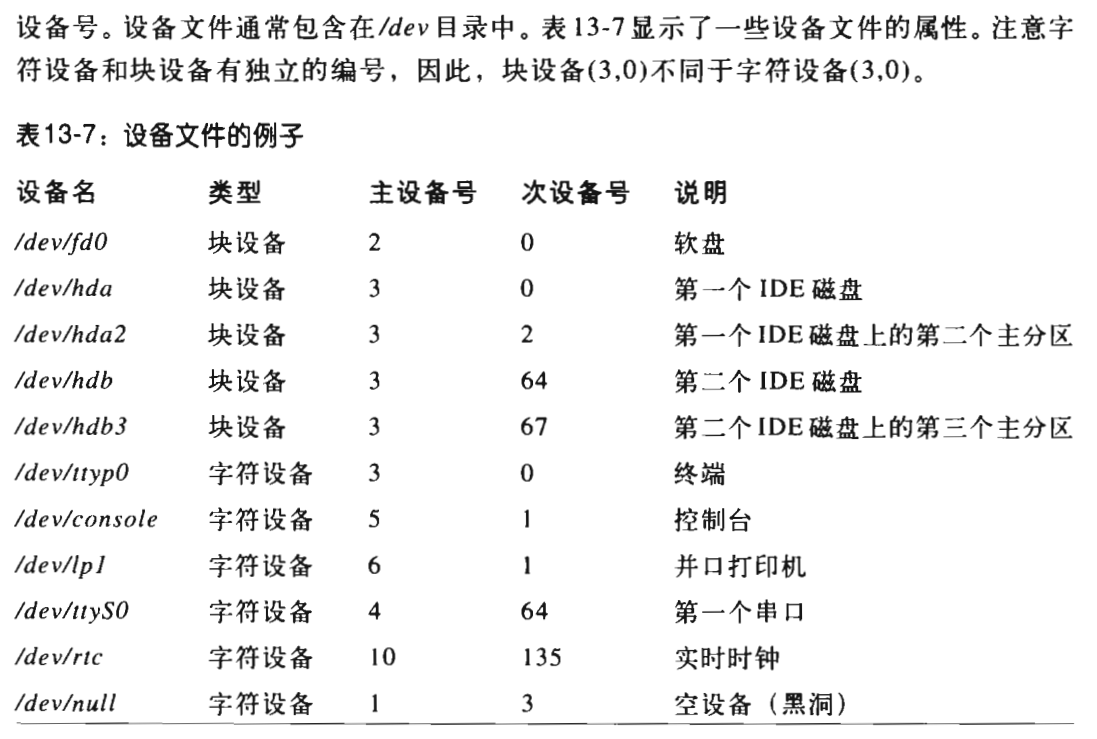 设备号。设备文件通常包含在/dev目录中。表13-7显示了一些设备文件的属性。注意字
符设备和块设备有独立的编号，因此，块设备(3,0)不同于字符设备(3,0)。
表13-7：设备文件的例子
设备名 类型 主设备号 次设备号 说明
/dev/fd0 块设备 2 0 软盘
/dev/hda 块设备 3 0 第一个 IDE 磁盘
/dev/hda2 块设备 3 2 第一个 IDE 磁盘上的第二个主分区
/dev/hdb 块设备 3 64 第二个 IDE 磁盘
/dev/hdb3 块设备 3 67 第二个 IDE 磁盘上的第三个主分区
/dev/ttyp0 字符设备 3 0 终端
/dev/console 字符设备 5 1 控制台
/dev/lp1 字符设备 6 1 并口打印机
/dev/ttyS0 字符设备 4 64 第一个串口
/dev/rtc 字符设备 10 135 实时时钟
/dev/null 字符设备 1 3 空设备（黑洞）